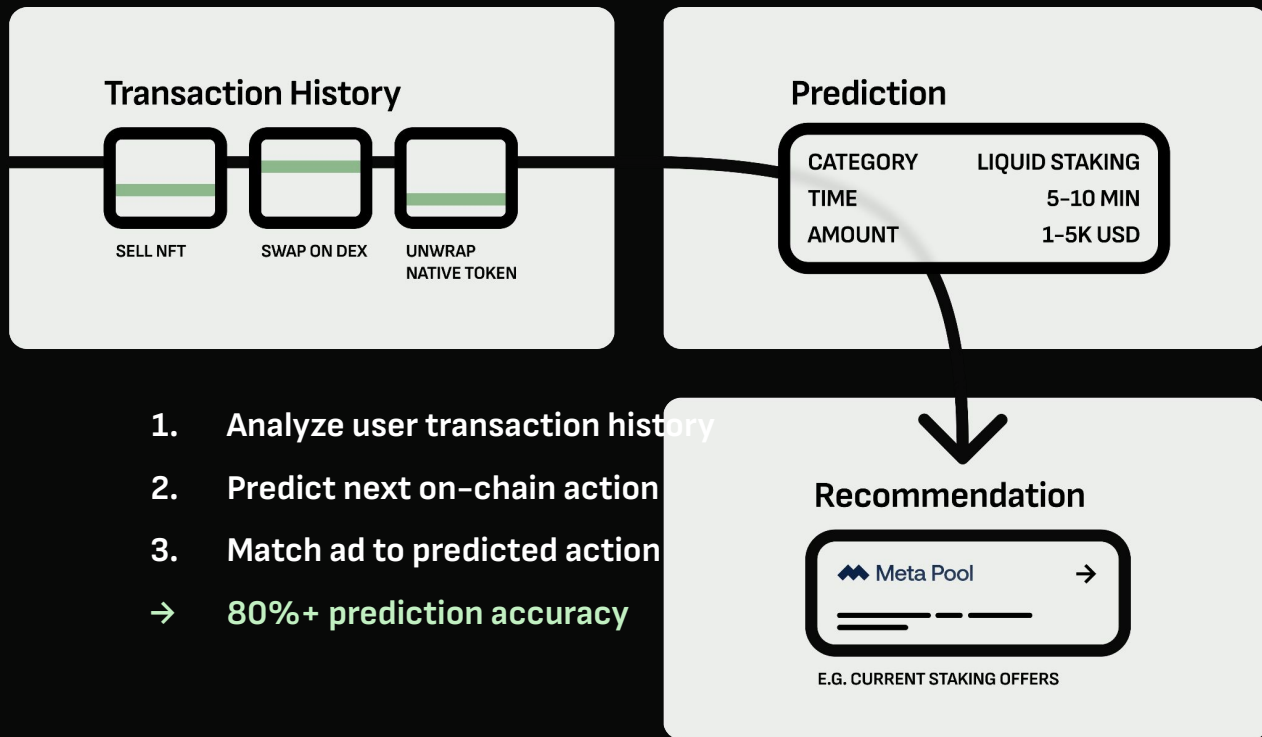 Transaction History
SELL NFT
SWAP ON DEX
UNWRAP
NATIVE TOKEN
Prediction
CATEGORY LIQUID STAKING
TIME 5-10 MIN
AMOUNT 1-5K USD
1. Analyze user transaction history
2. Predict next on-chain action
3. Match ad to predicted action
→ 80%+ prediction accuracy
Recommendation
Meta Pool →
E.G. CURRENT STAKING OFFERS